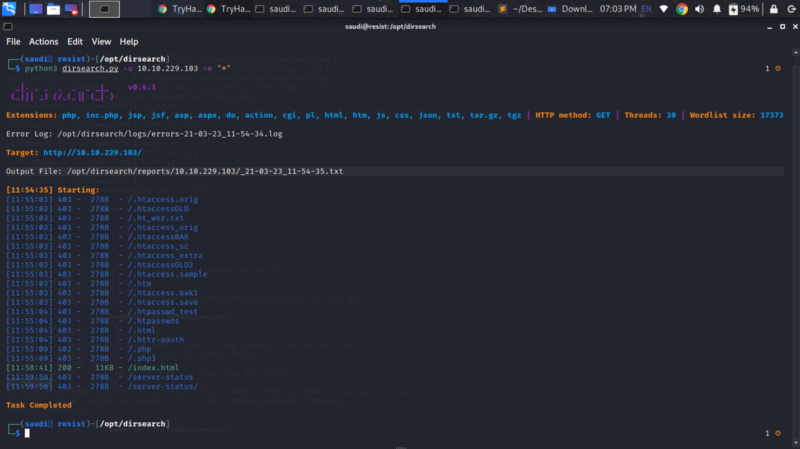 TryHa... TryHa... saudi... saudi... saudi... saudi... saudi... saudi... ~/Des... Downl... 07:03 PM EN 94%
saudi@resist:/opt/dirsearch
File Actions Edit View Help
(saudi resist)-[/opt/dirsearch]
$ python3 dirsearch.py -u 10.10.229.103 -e "*"
1
v0.4.1
Extensions: php, inc.php, jsp, jsf, asp, aspx, do, action, cgi, pl, html, htm, js, css, json, txt, tar.gz, tgz | HTTP method: GET | Threads: 30 | Wordlist size: 17373
Error Log: /opt/dirsearch/logs/errors-21-03-23_11-54-34.log
Target: http://10.10.229.103/
Output File: /opt/dirsearch/reports/10.10.229.103/_21-03-23_11-54-35.txt
[11:54:35] Starting:
[11:55:03] 403 - 278B - /.htaccess.orig
[11:55:03] 403 - 278B - /.htaccessOLD
[11:55:03] 403 - 278B - /.ht_wsr.txt
[11:55:03] 403 - 278B - /.htaccess_orig
[11:55:03] 403 - 278B - /.htaccessBAK
[11:55:03] 403 - 278B - /.htaccess_sc
[11:55:03] 403 - 278B - /.htaccess_extra
[11:55:03] 403 - 278B - /.htaccessOLD2
[11:55:03] 403 - 278B - /.htaccess.sample
[11:55:03] 403 - 278B - /.htm
[11:55:03] 403 - 278B - /.htaccess.bak1
[11:55:03] 403 - 278B - /.htaccess.save
[11:55:04] 403 - 278B - /.htpasswd_test
[11:55:04] 403 - 278B - /.htpasswds
[11:55:04] 403 - 278B - /.html
[11:55:04] 403 - 278B - /.httr-oauth
[11:55:09] 403 - 278B - /.php
[11:55:09] 403 - 278B - /.php3
[11:58:41] 200 - 11KB - /index.html
[11:59:58] 403 - 278B - /server-status
403 - 278B - /server-status/
Task Completed
(saudi resist)-[/opt/dirsearch]
$
1